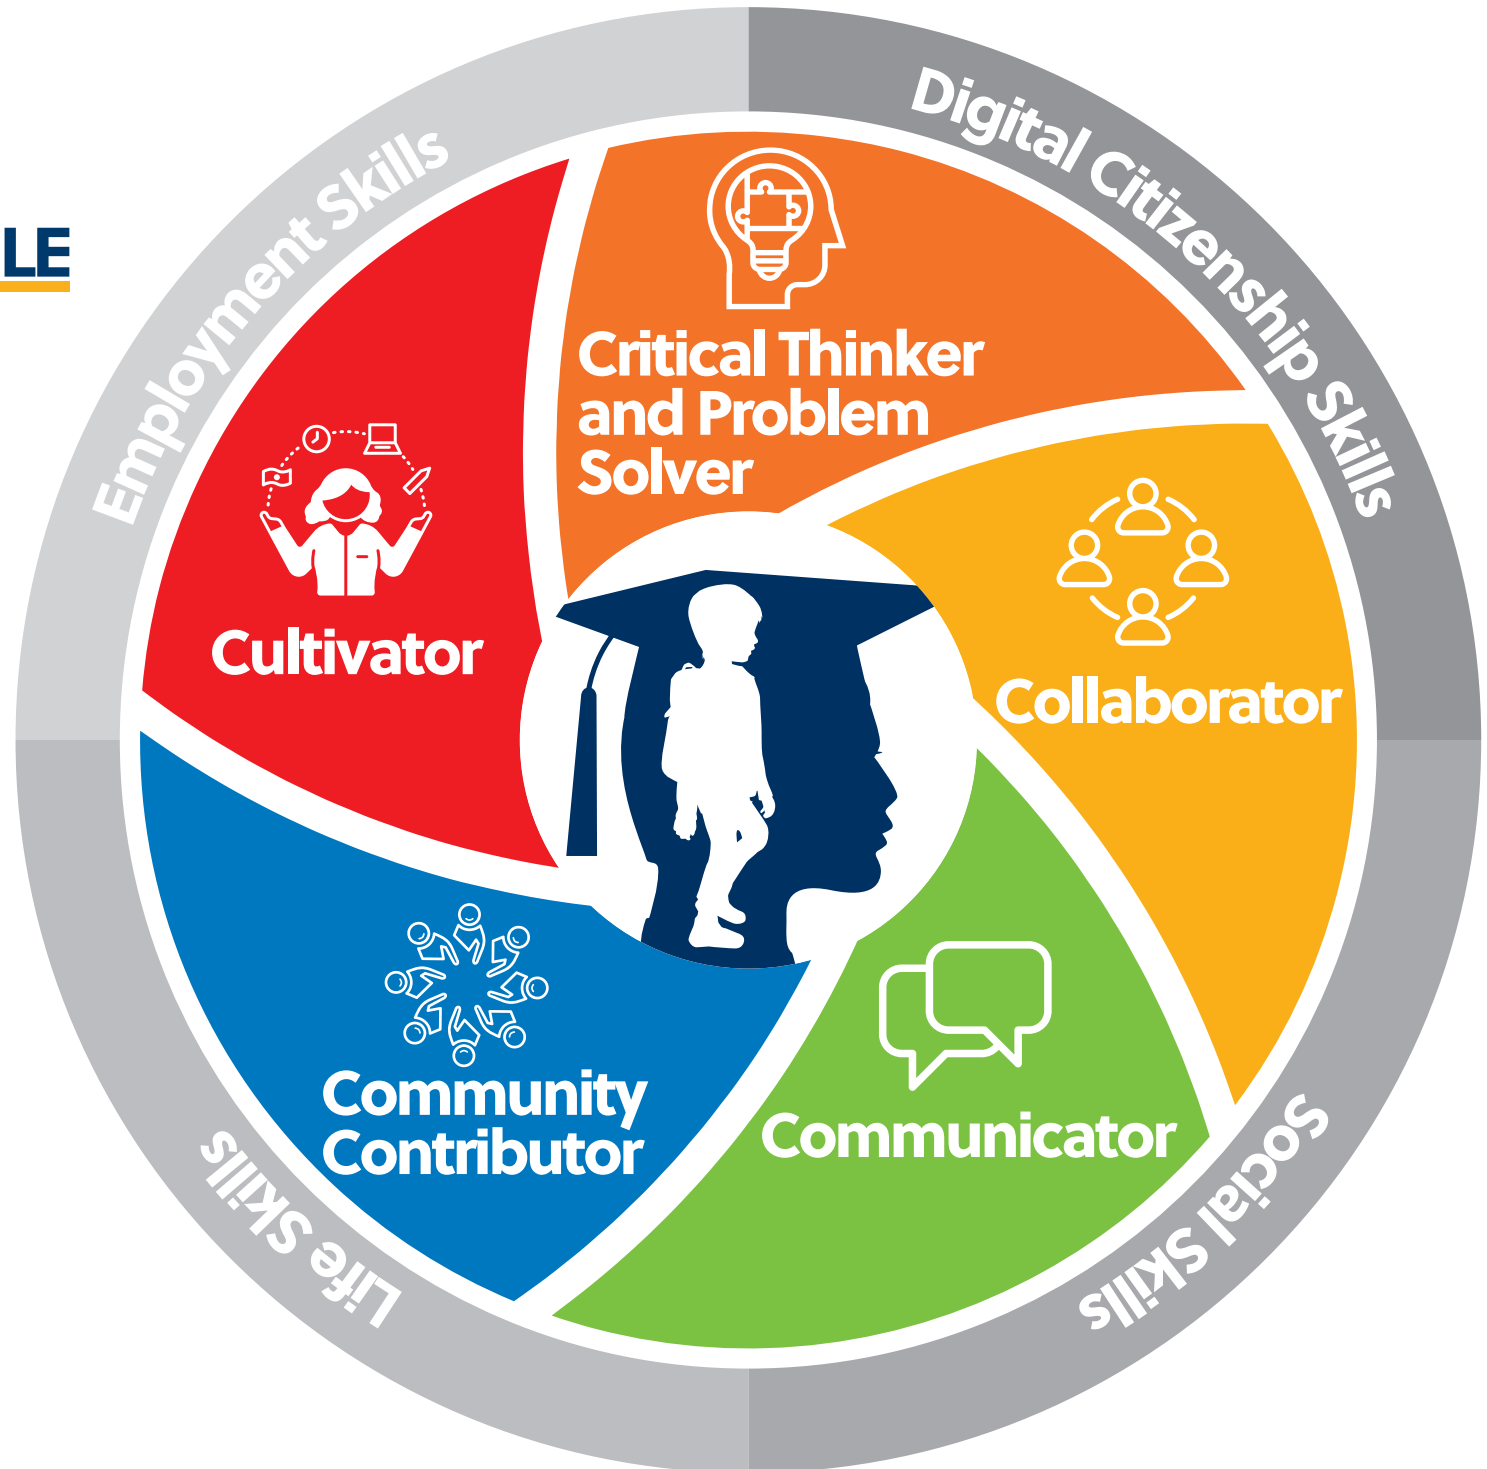 LE
Employment Skills
Digital Citizenship Skills
Critical Thinker
and Problem
Solver
Cultivator
Collaborator
Community
Contributor
Communicator
Life Skills
Social Skills